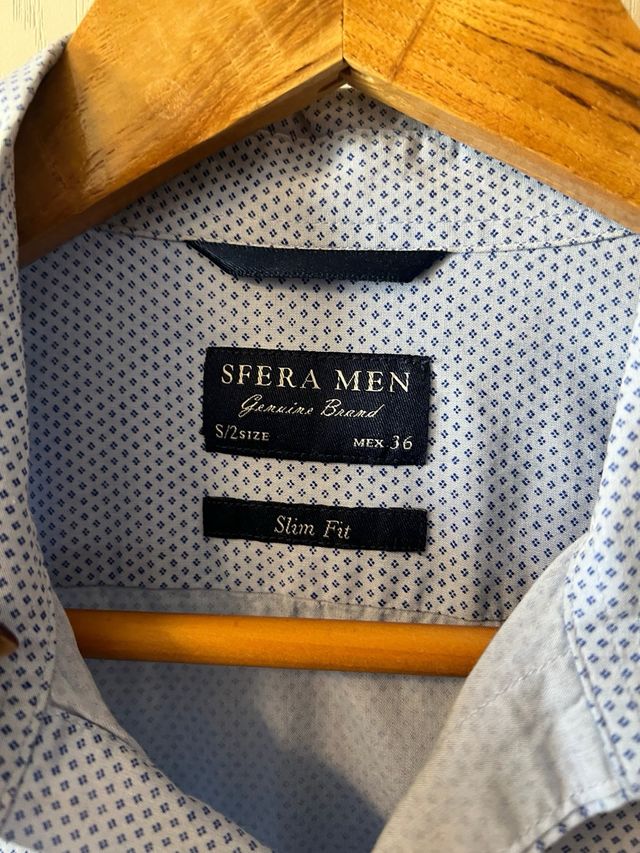 SFERA MEN
Genuine Brand
S/2SIZE MEX 36
Slim Fit